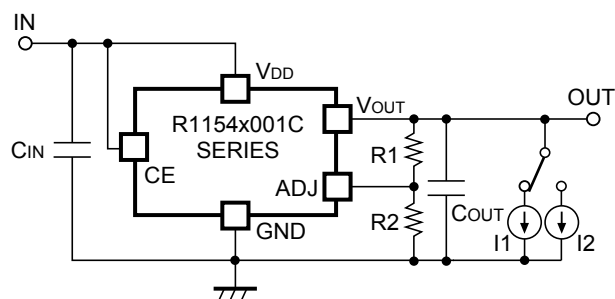 IN
VDD
R1154x001C
SERIES
VOUT
OUT
CIN
CE
ADJ
GND
R1
R2
COUT
I1
I2